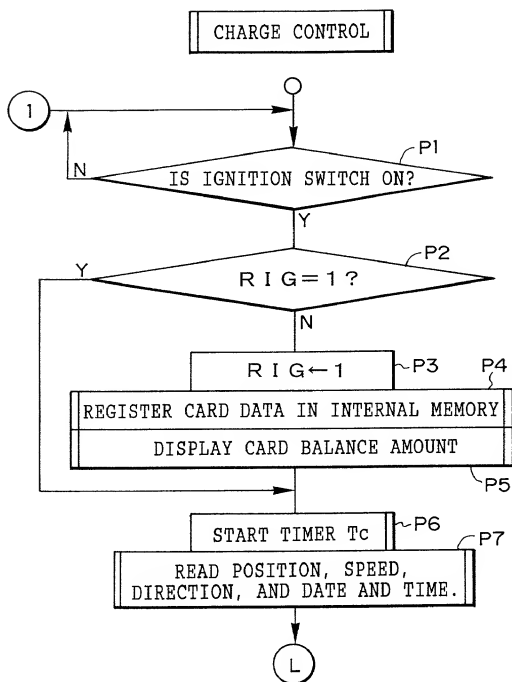 CHARGE CONTROL
1
P1
IS IGNITION SWITCH ON?
N
Y
P2
Y
RIG=1?
N
RIG←1
P3
P4
REGISTER CARD DATA IN INTERNAL MEMORY
DISPLAY CARD BALANCE AMOUNT
P5
START TIMER Tc
P6
P7
READ POSITION, SPEED,
DIRECTION, AND DATE AND TIME.
L